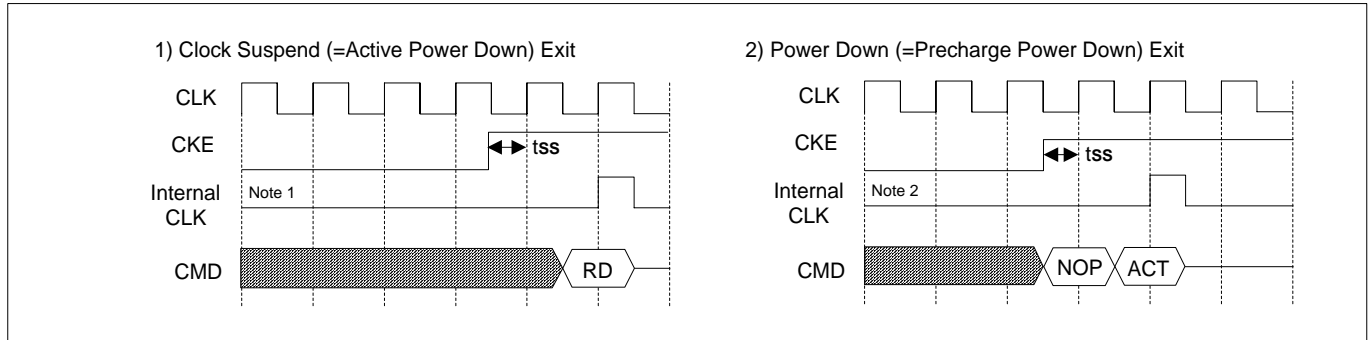 1) Clock Suspend (=Active Power Down) Exit
CLK
CKE
tss
Internal
CLK
Note 1
CMD
RD
2) Power Down (=Precharge Power Down) Exit
CLK
CKE
tss
Internal
CLK
Note 2
CMD
NOP
ACT